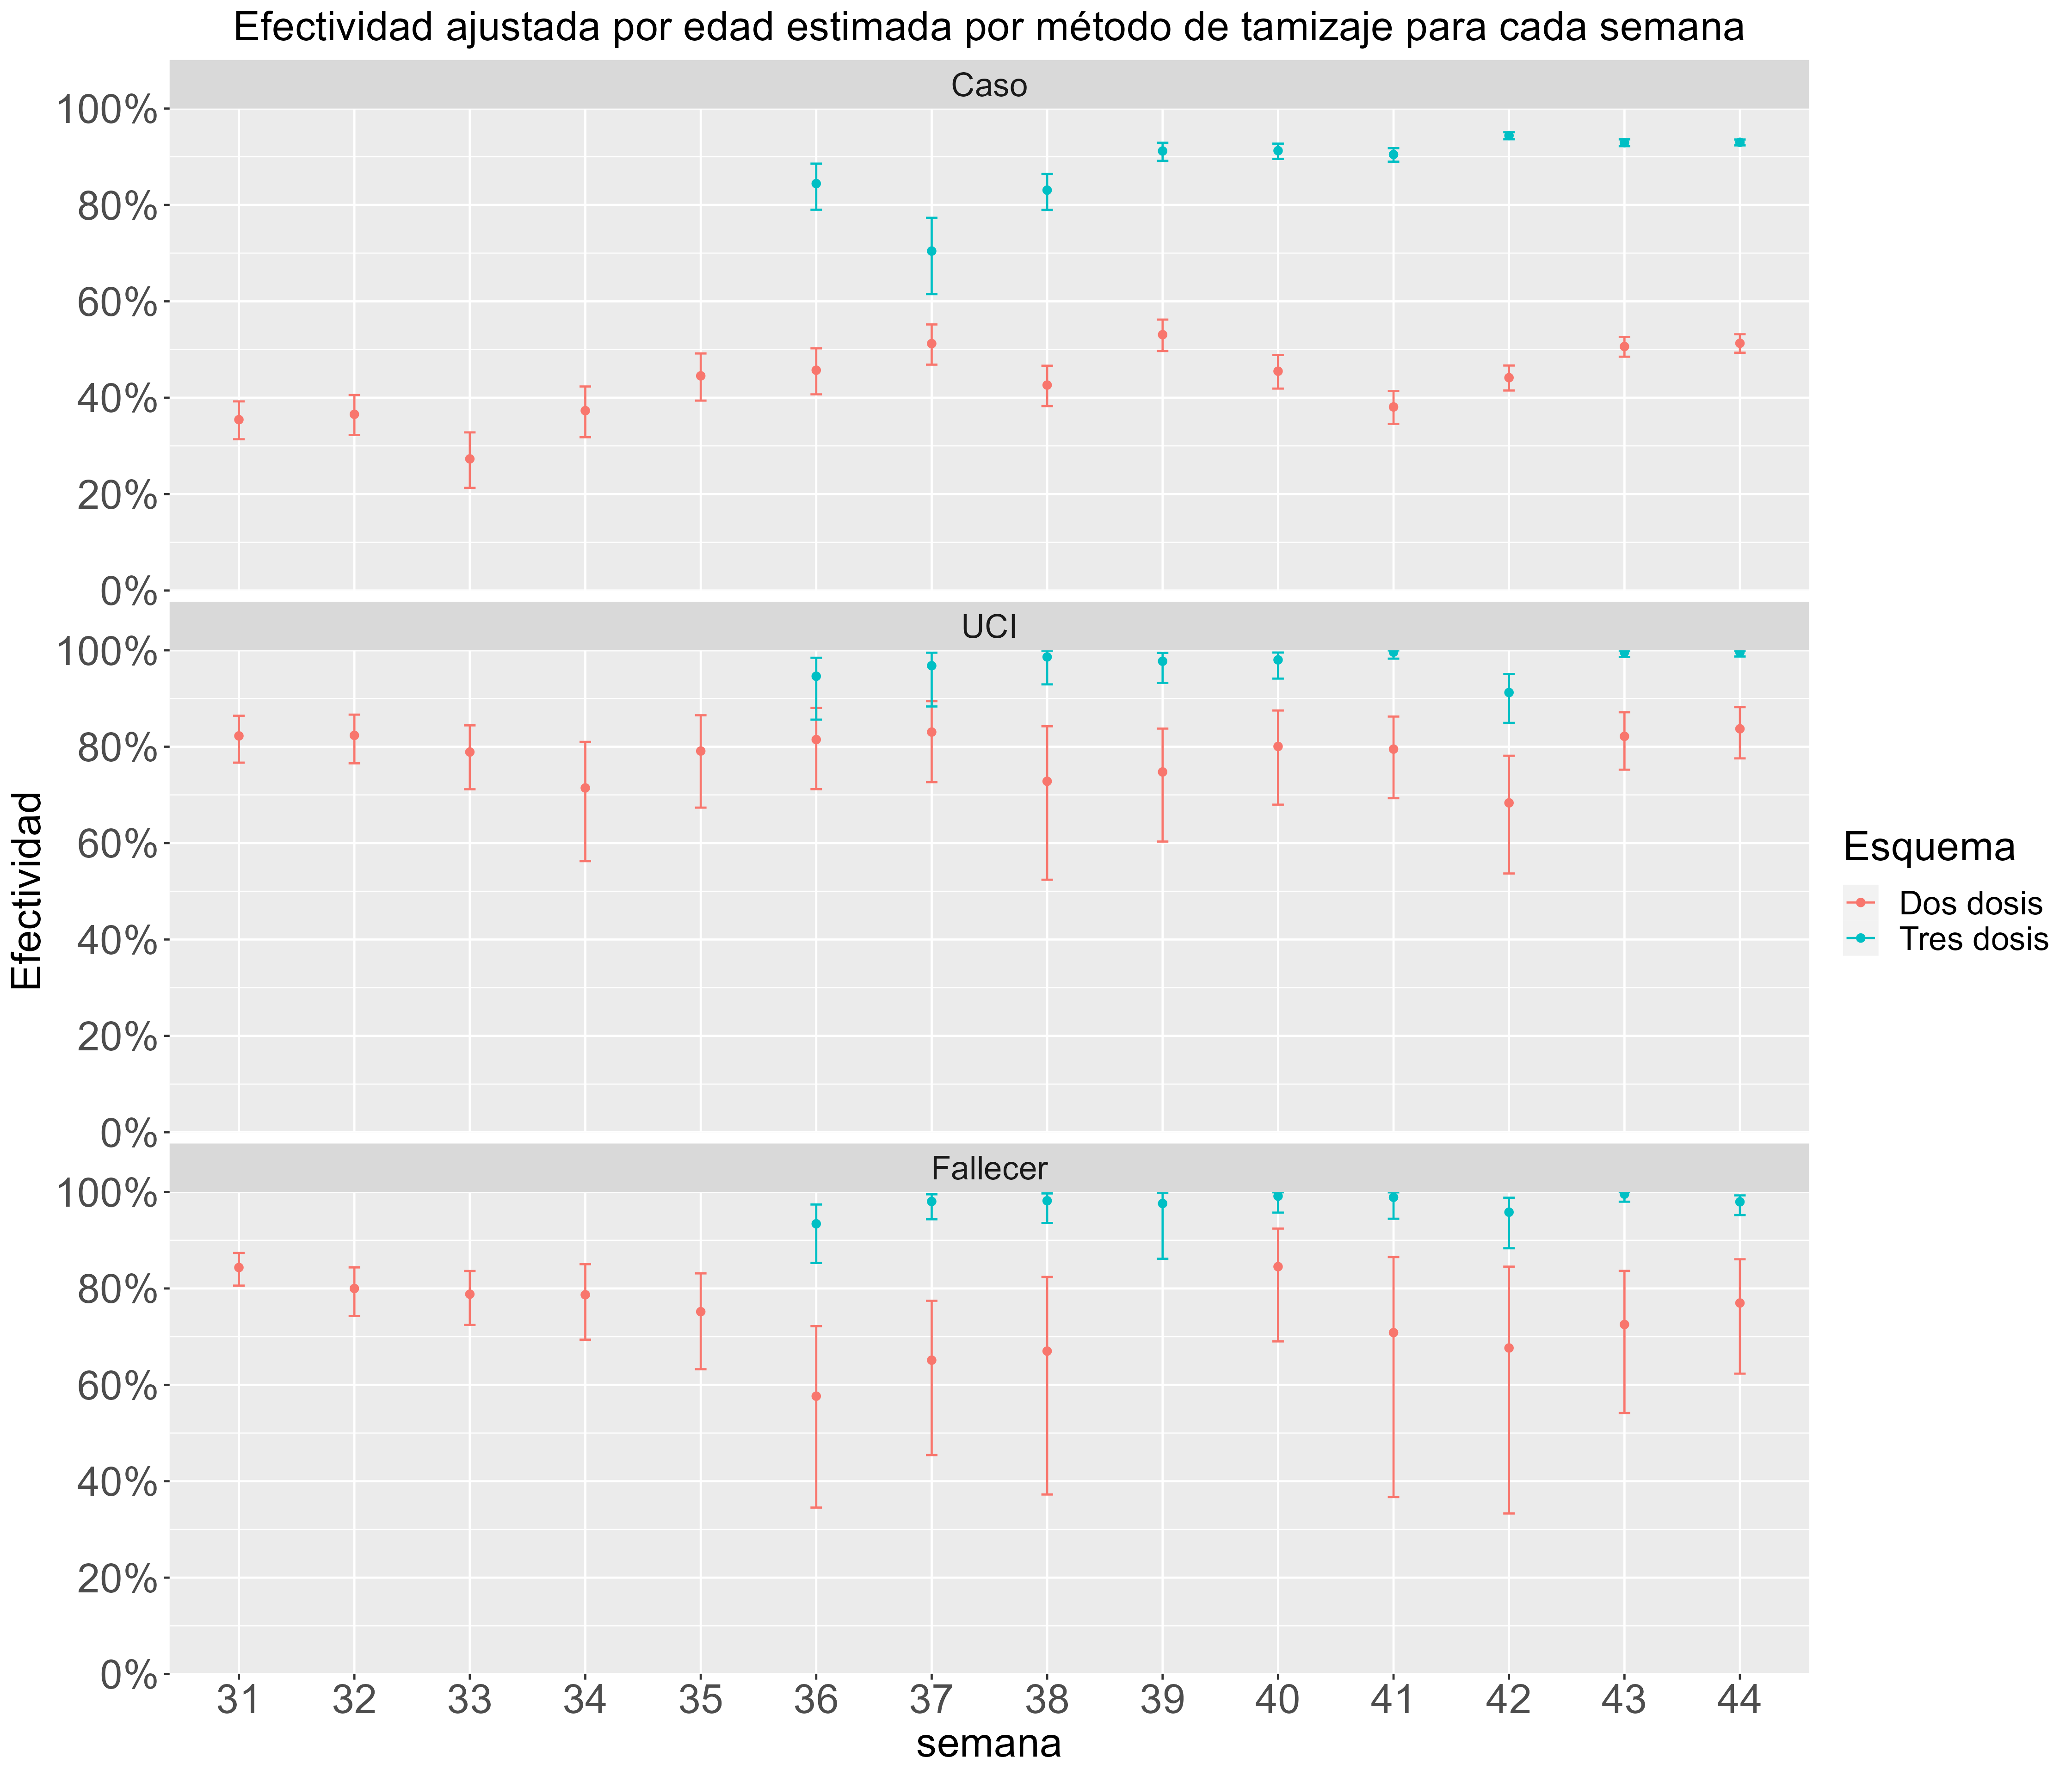 Efectividad ajustada por edad estimada por método de tamizaje para cada semana
Caso
100%
80%
60%
40%
20%
0%
UCI
100%
80%
60%
40%
20%
0%
Fallecer
100%
80%
60%
40%
20%
0%
Efectividad
31 32 33 34 35 36 37 38 39 40 41 42 43 44
semana
Esquema
Dos dosis
Tres dosis